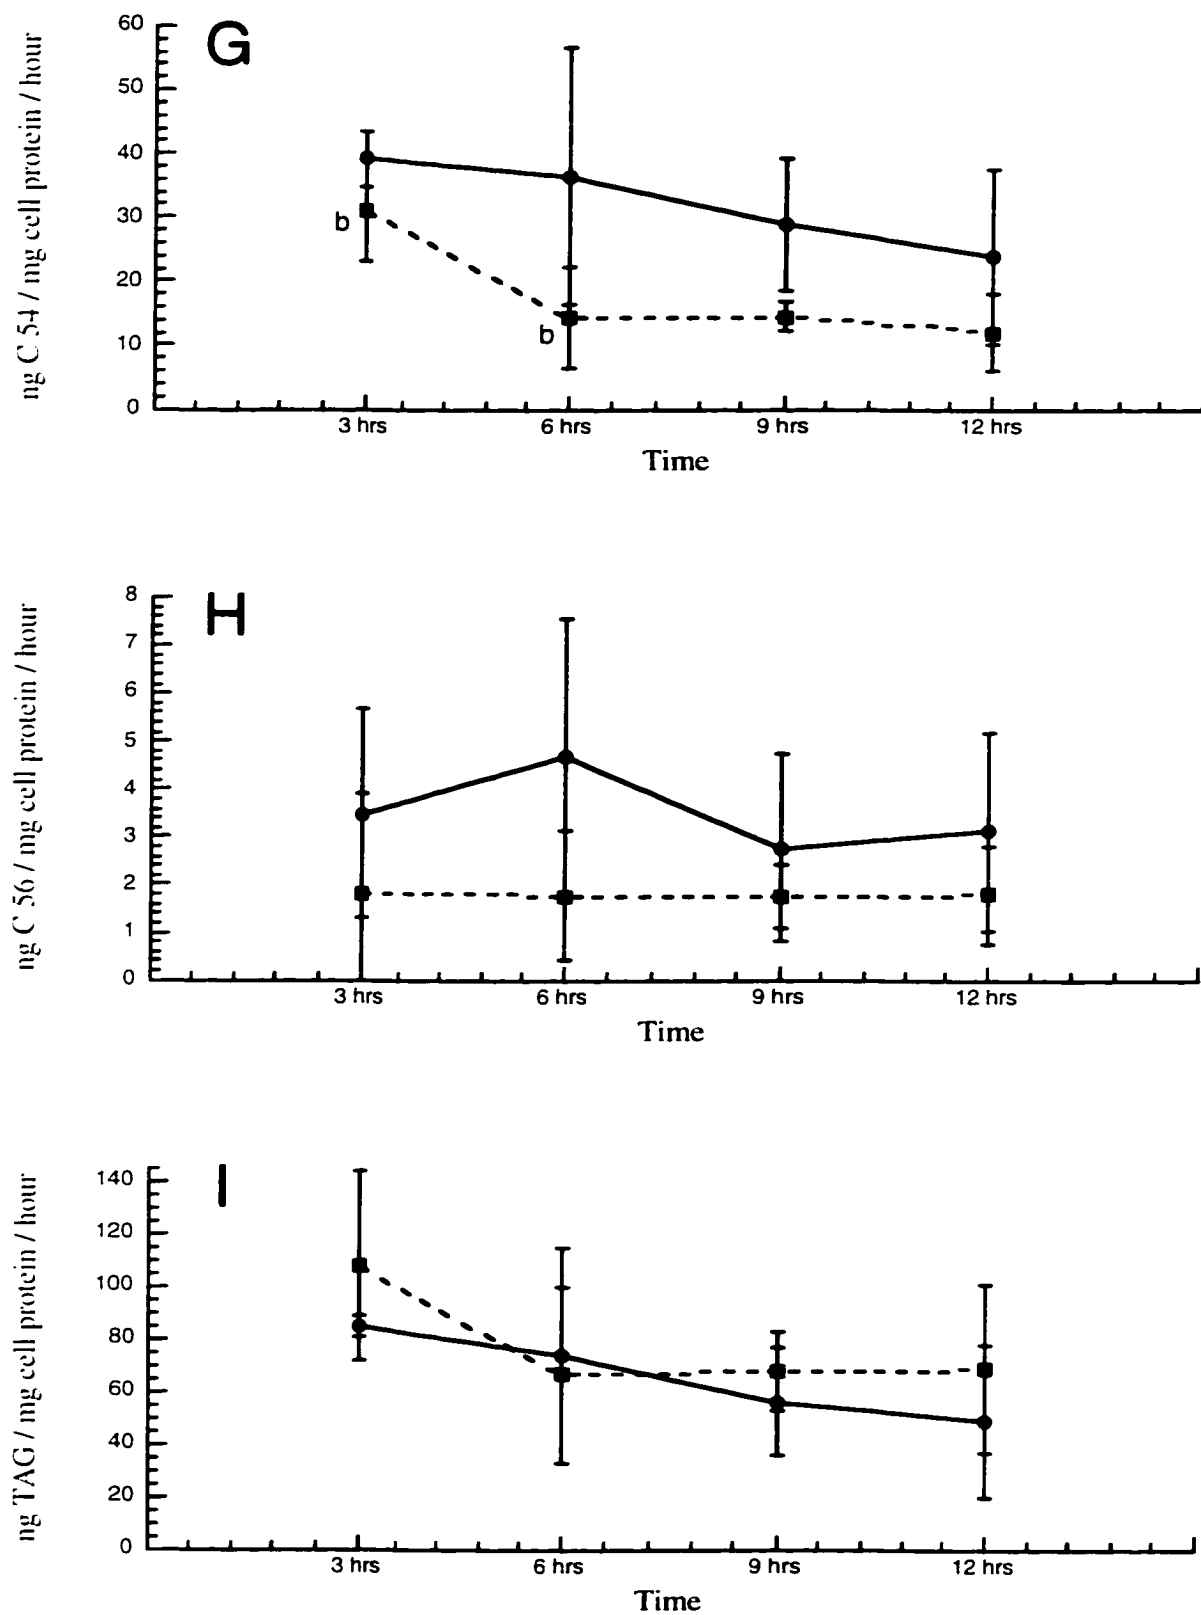 G
ng C 54 / mg cell protein / hour
60
50
40
30
20
10
0
b
b
3 hrs 6 hrs 9 hrs 12 hrs
Time
H
ng C 56 / mg cell protein / hour
8
7
6
5
4
3
2
1
0
3 hrs 6 hrs 9 hrs 12 hrs
Time
I
ng TAG / mg cell protein / hour
140
120
100
80
60
40
20
0
3 hrs 6 hrs 9 hrs 12 hrs
Time